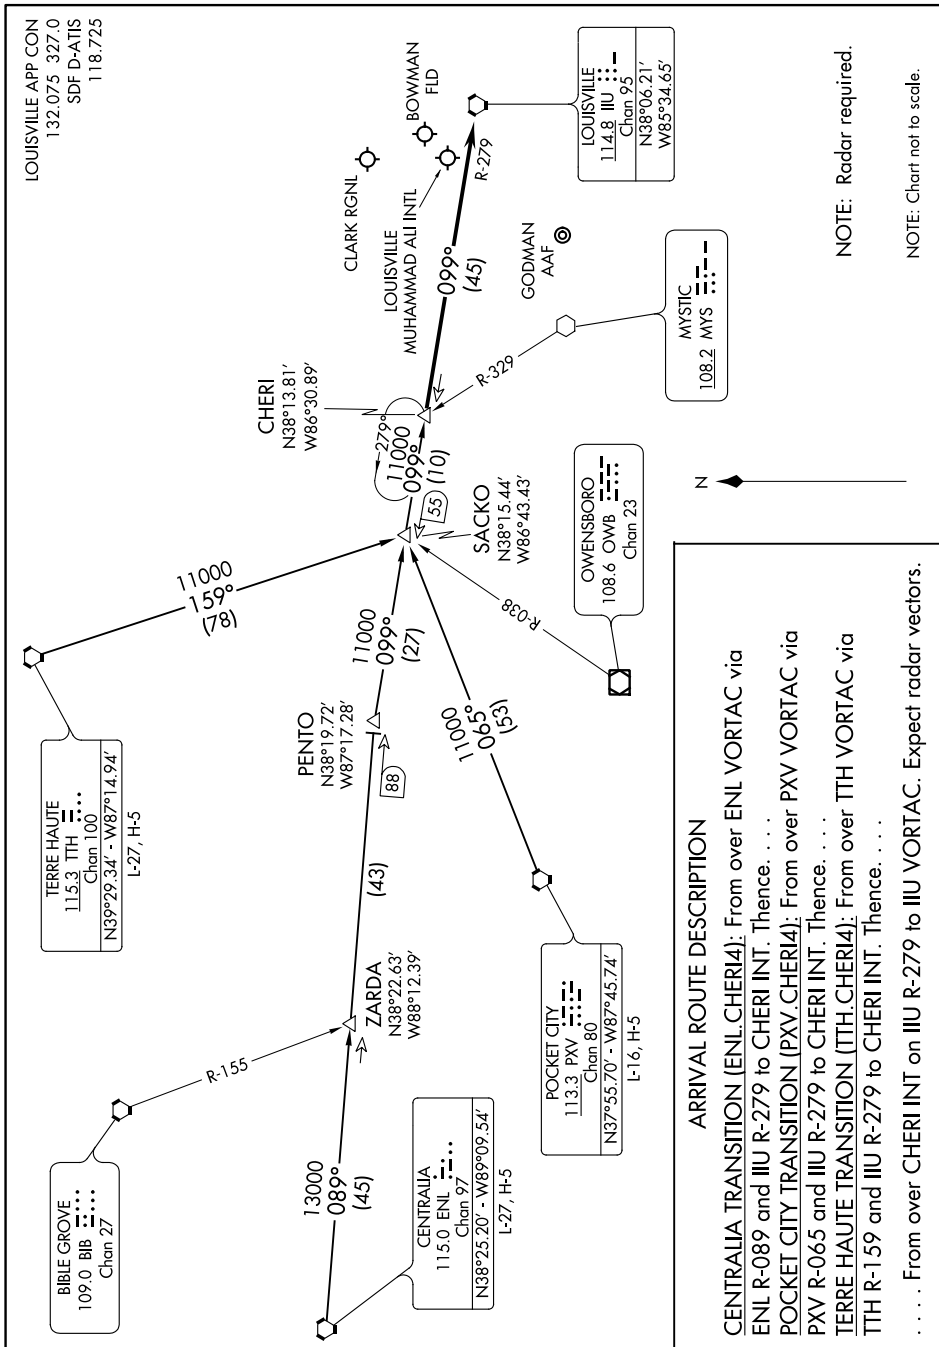 LOUISVILLE APP CON
132.075 327.0
SDF D-ATIS
118.725
TERRE HAUTE
115.3 TTH
Chan 100
N39°29.34' - W87°14.94'
L-27, H-5
11000
159°
(78)
CLARK RGNL
BOWMAN
FLD
LOUISVILLE
MUHAMMAD ALI INTL
CHERI
N38°13.81'
W86°30.89'
BIBLE GROVE
109.0 BIB
Chan 27
R-155
PENTO
N38°19.72'
W87°17.28'
11000
099°
(27)
279°
11000
099°
(10)
55
099°
(45)
R-279
13000
089°
(45)
ZARDA
N38°22.63'
W88°12.39'
(43)
88
SACKO
N38°15.44'
W86°43.43'
R-329
GODMAN
AAF
LOUISVILLE
114.8 IIU
Chan 95
N38°06.21'
W85°34.65'
CENTRALIA
115.0 ENL
Chan 97
N38°25.20' - W89°09.54'
L-27, H-5
11000
065°
(53)
R-038
MYSTIC
108.2 MYS
POCKET CITY
113.3 PXV
Chan 80
N37°55.70' - W87°45.74'
L-16, H-5
OWENSBORO
108.6 OWB
Chan 23
N
NOTE: Radar required.
NOTE: Chart not to scale.
ARRIVAL ROUTE DESCRIPTION
CENTRALIA TRANSITION (ENL.CHERI4): From over ENL VORTAC via
ENL R-089 and IIU R-279 to CHERI INT. Thence. . . .
POCKET CITY TRANSITION (PXV.CHERI4): From over PXV VORTAC via
PXV R-065 and IIU R-279 to CHERI INT. Thence. . . .
TERRE HAUTE TRANSITION (TTH.CHERI4): From over TTH VORTAC via
TTH R-159 and IIU R-279 to CHERI INT. Thence. . . .
. . . . From over CHERI INT on IIU R-279 to IIU VORTAC. Expect radar vectors.